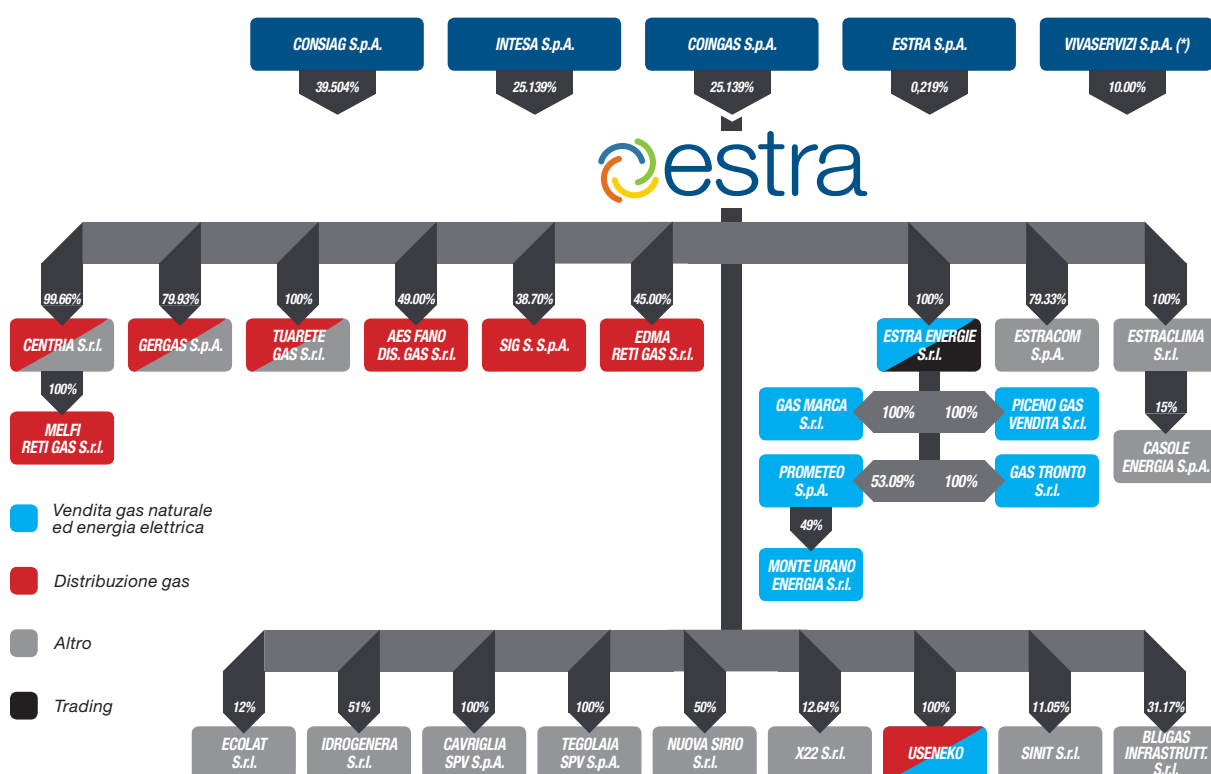 CONSIAG S.p.A.
INTESA S.p.A.
COINGAS S.p.A.
ESTRA S.p.A.
VIVASERVIZI S.p.A. (*)
39.504%
25.139%
25.139%
0,219%
10.00%
estra
99.66%
79.93%
100%
49.00%
38.70%
45.00%
100%
79.33%
100%
CENTRIA S.r.l.
GERGAS S.p.A.
TUARETE
GAS S.r.l.
AES FANO
DIS. GAS S.r.l.
SIG S. S.p.A.
EDMA
RETI GAS S.r.l.
ESTRA ENERGIE
S.r.l.
ESTRACOM
S.p.A.
ESTRACLIMA
S.r.l.
100%
MELFI
RETI GAS S.r.l.
GAS MARCA
S.r.l.
100%
100%
PICENO GAS
VENDITA S.r.l.
15%
CASOLE
ENERGIA S.p.A.
PROMETEO
S.p.A.
53.09%
100%
GAS TRONTO
S.r.l.
49%
MONTE URANO
ENERGIA S.r.l.
Vendita gas naturale
ed energia elettrica
Distribuzione gas
Altro
Trading
12%
51%
100%
100%
50%
12.64%
100%
11.05%
31.17%
ECOLAT
S.r.l.
IDROGENERA
S.r.l.
CAVRIGLIA
SPV S.p.A.
TEGOLAIA
SPV S.p.A.
NUOVA SIRIO
S.r.l.
X22 S.r.l.
USENEKO
SINIT S.r.l.
BLUGAS
INFRASTRUTT.
S.r.l.